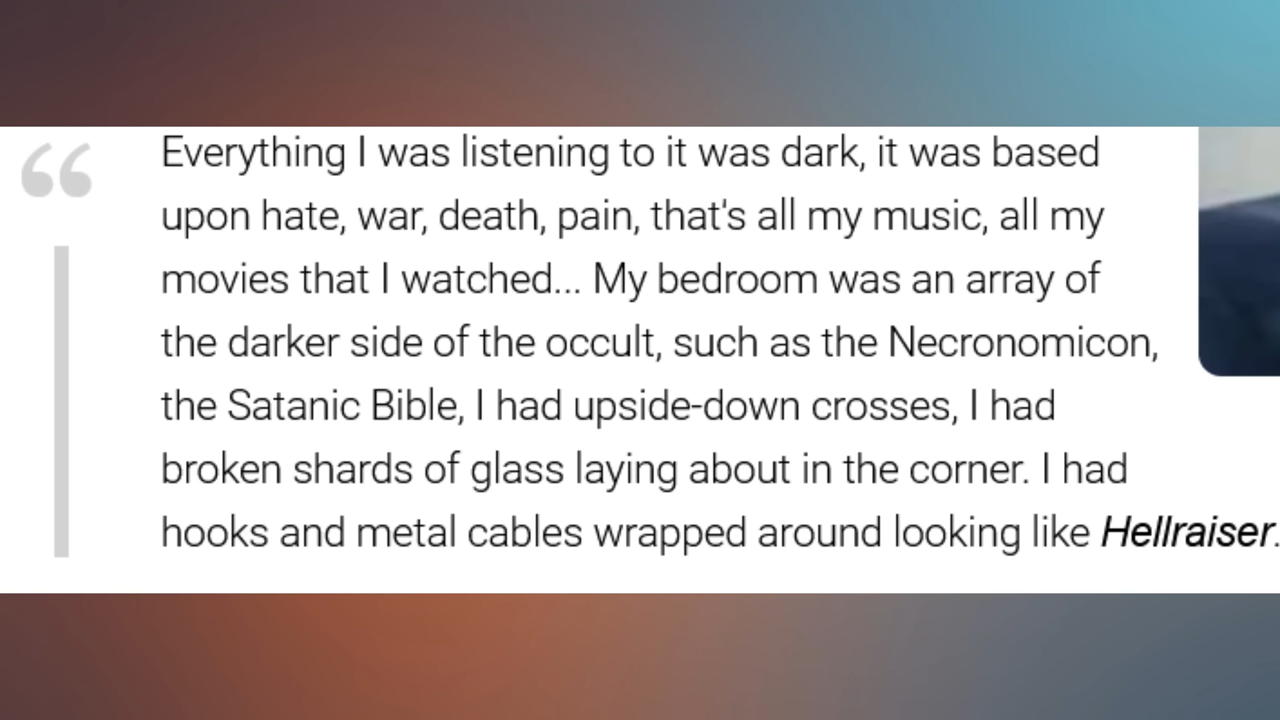 “
Everything I was listening to it was dark, it was based
upon hate, war, death, pain, that's all my music, all my
movies that I watched... My bedroom was an array of
the darker side of the occult, such as the Necronomicon,
the Satanic Bible, I had upside-down crosses, I had
broken shards of glass laying about in the corner. I had
hooks and metal cables wrapped around looking like Hellraiser.